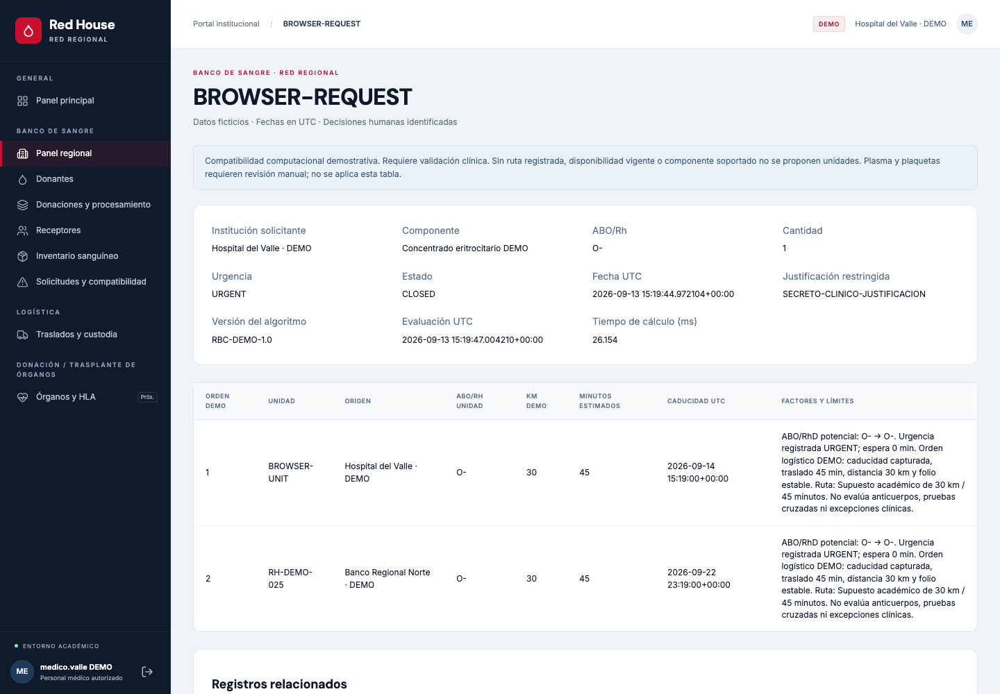 Red House
RED REGIONAL
GENERAL
Panel principal
BANCO DE SANGRE
Panel regional
Donantes
Donaciones y procesamiento
Receptores
Inventario sanguíneo
Solicitudes y compatibilidad
LOGÍSTICA
Traslados y custodia
DONACIÓN / TRASPLANTE DE
ÓRGANOS
Órganos y HLA Próx.
ENTORNO ACADÉMICO
ME
medico.valle DEMO
Personal médico autorizado
Portal institucional / BROWSER-REQUEST
DEMO Hospital del Valle · DEMO ME
BANCO DE SANGRE · RED REGIONAL
BROWSER-REQUEST
Datos ficticios · Fechas en UTC · Decisiones humanas identificadas
Compatibilidad computacional demostrativa. Requiere validación clínica. Sin ruta registrada, disponibilidad vigente o componente soportado no se proponen unidades. Plasma y plaquetas
requieren revisión manual; no se aplica esta tabla.
Institución solicitante
Hospital del Valle · DEMO
Componente
Concentrado eritrocitario DEMO
ABO/Rh
O-
Cantidad
1
Urgencia
URGENT
Estado
CLOSED
Fecha UTC
2026-09-13 15:19:44.972104+00:00
Justificación restringida
SECRETO-CLINICO-JUSTIFICACION
Versión del algoritmo
RBC-DEMO-1.0
Evaluación UTC
2026-09-13 15:19:47.004210+00:00
Tiempo de cálculo (ms)
26.154
ORDEN
DEMO
UNIDAD
ORIGEN
ABO/RH
UNIDAD
KM
DEMO
MINUTOS
ESTIMADOS
CADUCIDAD UTC
FACTORES Y LÍMITES
1
BROWSER-
UNIT
Hospital del Valle ·
DEMO
O-
30
45
2026-09-14
15:19:00+00:00
ABO/RhD potencial: O- → O-. Urgencia
registrada URGENT; espera 0 min. Orden
logístico DEMO: caducidad capturada,
traslado 45 min, distancia 30 km y folio
estable. Ruta: Supuesto académico de 30 km /
45 minutos. No evalúa anticuerpos, pruebas
cruzadas ni excepciones clínicas.
2
RH-DEMO-
025
Banco Regional Norte
· DEMO
O-
30
45
2026-09-22
23:19:00+00:00
ABO/RhD potencial: O- → O-. Urgencia
registrada URGENT; espera 0 min. Orden
logístico DEMO: caducidad capturada,
traslado 45 min, distancia 30 km y folio
estable. Ruta: Supuesto académico de 30 km /
45 minutos. No evalúa anticuerpos, pruebas
cruzadas ni excepciones clínicas.
Registros relacionados